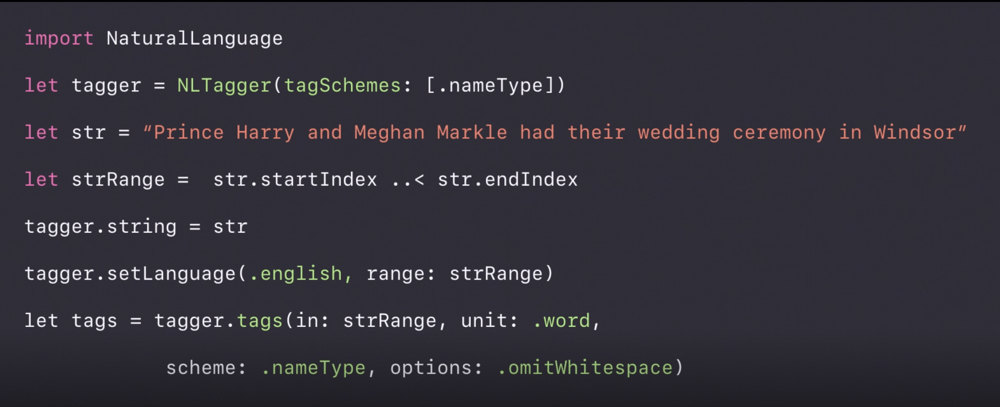 import NaturalLanguage
let tagger = NLTagger(tagSchemes: [.nameType])
let str = “Prince Harry and Meghan Markle had their wedding ceremony in Windsor”
let strRange =  str.startIndex ..< str.endIndex
tagger.string = str
tagger.setLanguage(.english, range: strRange)
let tags = tagger.tags(in: strRange, unit: .word,
scheme: .nameType, options: .omitWhitespace)